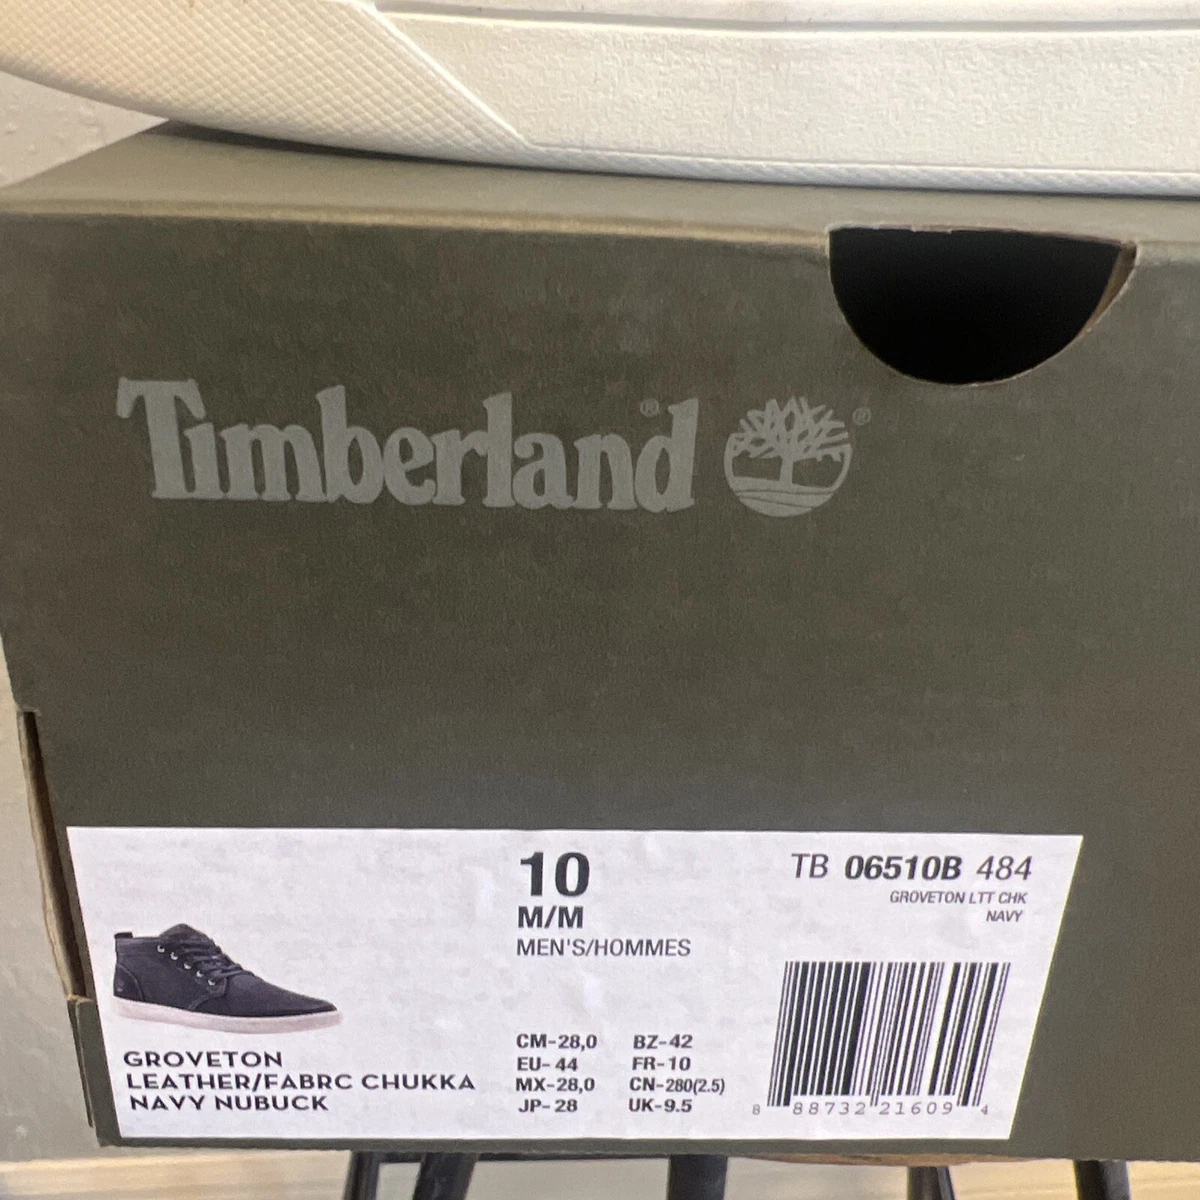 Timberland®
®
10
M/M
MEN'S/HOMMES
TB 06510B 484
GROVETON LTT CHK
NAVY
GROVETON
LEATHER/FABRC CHUKKA
NAVY NUBUCK
CM-28,0 BZ-42
EU-44 FR-10
MX-28,0 CN-280(2.5)
JP-28 UK-9.5
8 88732 21609 4